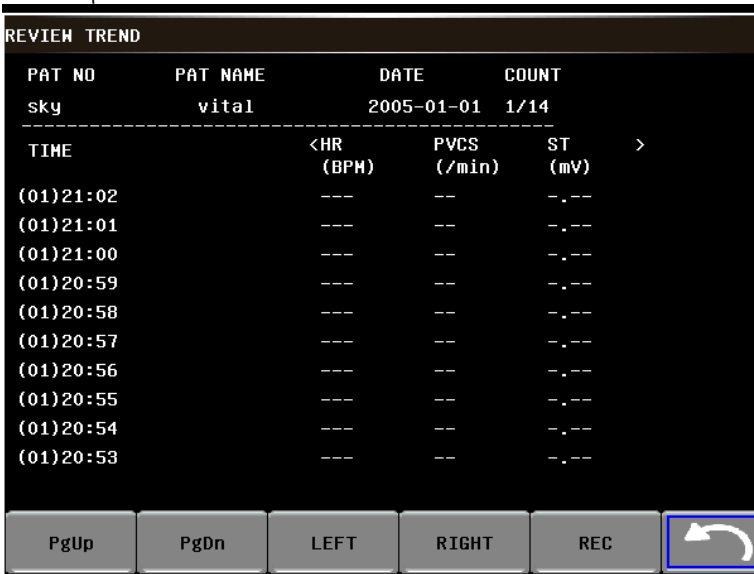 REVIEW TREND
PAT NO PAT NAME DATE COUNT
sky vital 2005-01-01 1/14
-----------------------------------------------------
TIME <HR PVCS ST >
(BPM) (/min) (mV)
(01)21:02 --- -- -.--
(01)21:01 --- -- -.--
(01)21:00 --- -- -.--
(01)20:59 --- -- -.--
(01)20:58 --- -- -.--
(01)20:57 --- -- -.--
(01)20:56 --- -- -.--
(01)20:55 --- -- -.--
(01)20:54 --- -- -.--
(01)20:53 --- -- -.--
PgUp PgDn LEFT RIGHT REC